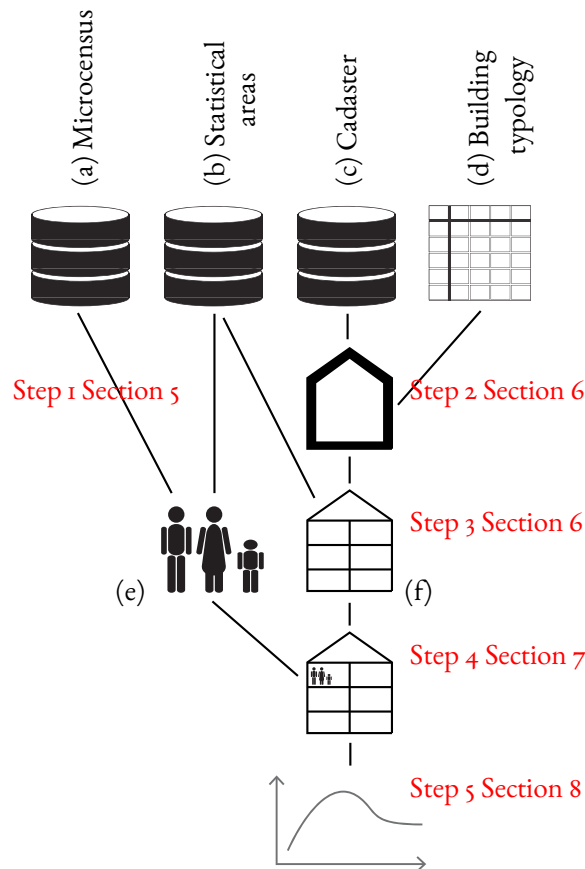 (a) Microcensus
(b) Statistical
areas
(c) Cadaster
(d) Building
typology
Step 1 Section 5
Step 2 Section 6
Step 3 Section 6
(e)
(f)
Step 4 Section 7
Step 5 Section 8